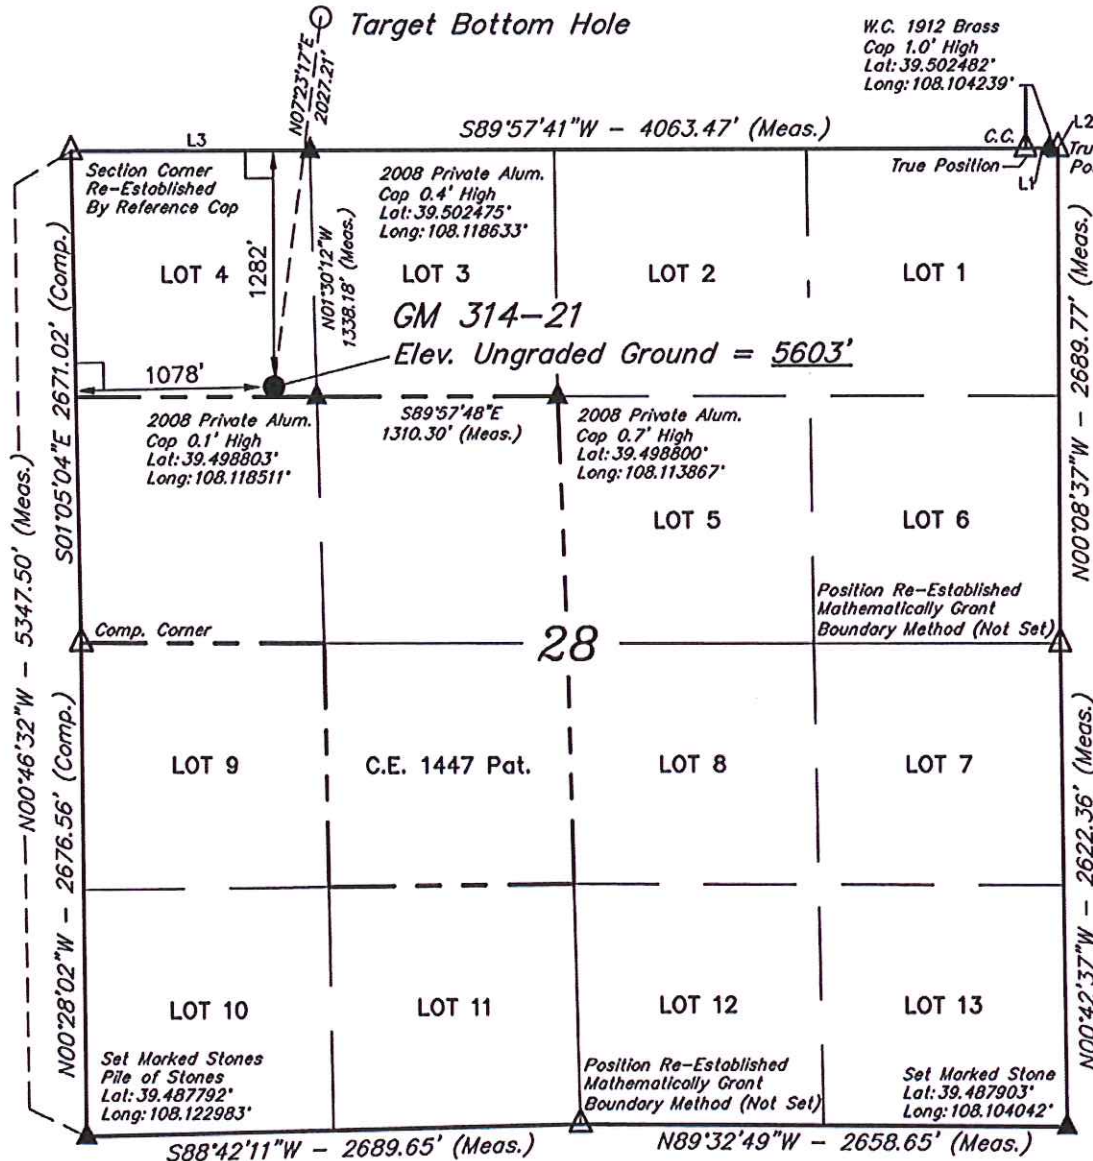 Target Bottom Hole
W.C. 1912 Brass
Cap 1.0' High
Lat: 39.502482°
Long: 108.104239°
N07°23'17"E
2027.21'
S89°57'41"W - 4063.47' (Meas.)
L3
C.C.
L2
True Position
L1
Section Corner
Re-Established
By Reference Cap
2008 Private Alum.
Cap 0.4' High
Lat: 39.502475°
Long: 108.118633°
1282'
N01°30'12"W
1338.18' (Meas.)
LOT 4
LOT 3
LOT 2
LOT 1
GM 314-21
Elev. Ungraded Ground = 5603'
1078'
S89°57'48"E
1310.30' (Meas.)
2008 Private Alum.
Cap 0.1' High
Lat: 39.498803°
Long: 108.118511°
2008 Private Alum.
Cap 0.7' High
Lat: 39.498800°
Long: 108.113867°
S01°05'04"E 2671.02' (Comp.)
N00°08'37"W - 2689.77' (Meas.)
N00°46'32"W - 5347.50' (Meas.)
LOT 5
LOT 6
Position Re-Established
Mathematically Grant
Boundary Method (Not Set)
Comp. Corner
28
LOT 9
C.E. 1447 Pat.
LOT 8
LOT 7
N00°28'02"W - 2676.56' (Comp.)
N00°42'37"W - 2622.36' (Meas.)
LOT 10
LOT 11
LOT 12
LOT 13
Set Marked Stones
Pile of Stones
Lat: 39.487792°
Long: 108.122983°
Position Re-Established
Mathematically Grant
Boundary Method (Not Set)
Set Marked Stone
Lat: 39.487903°
Long: 108.104042°
S88°42'11"W - 2689.65' (Meas.)
N89°32'49"W - 2658.65' (Meas.)